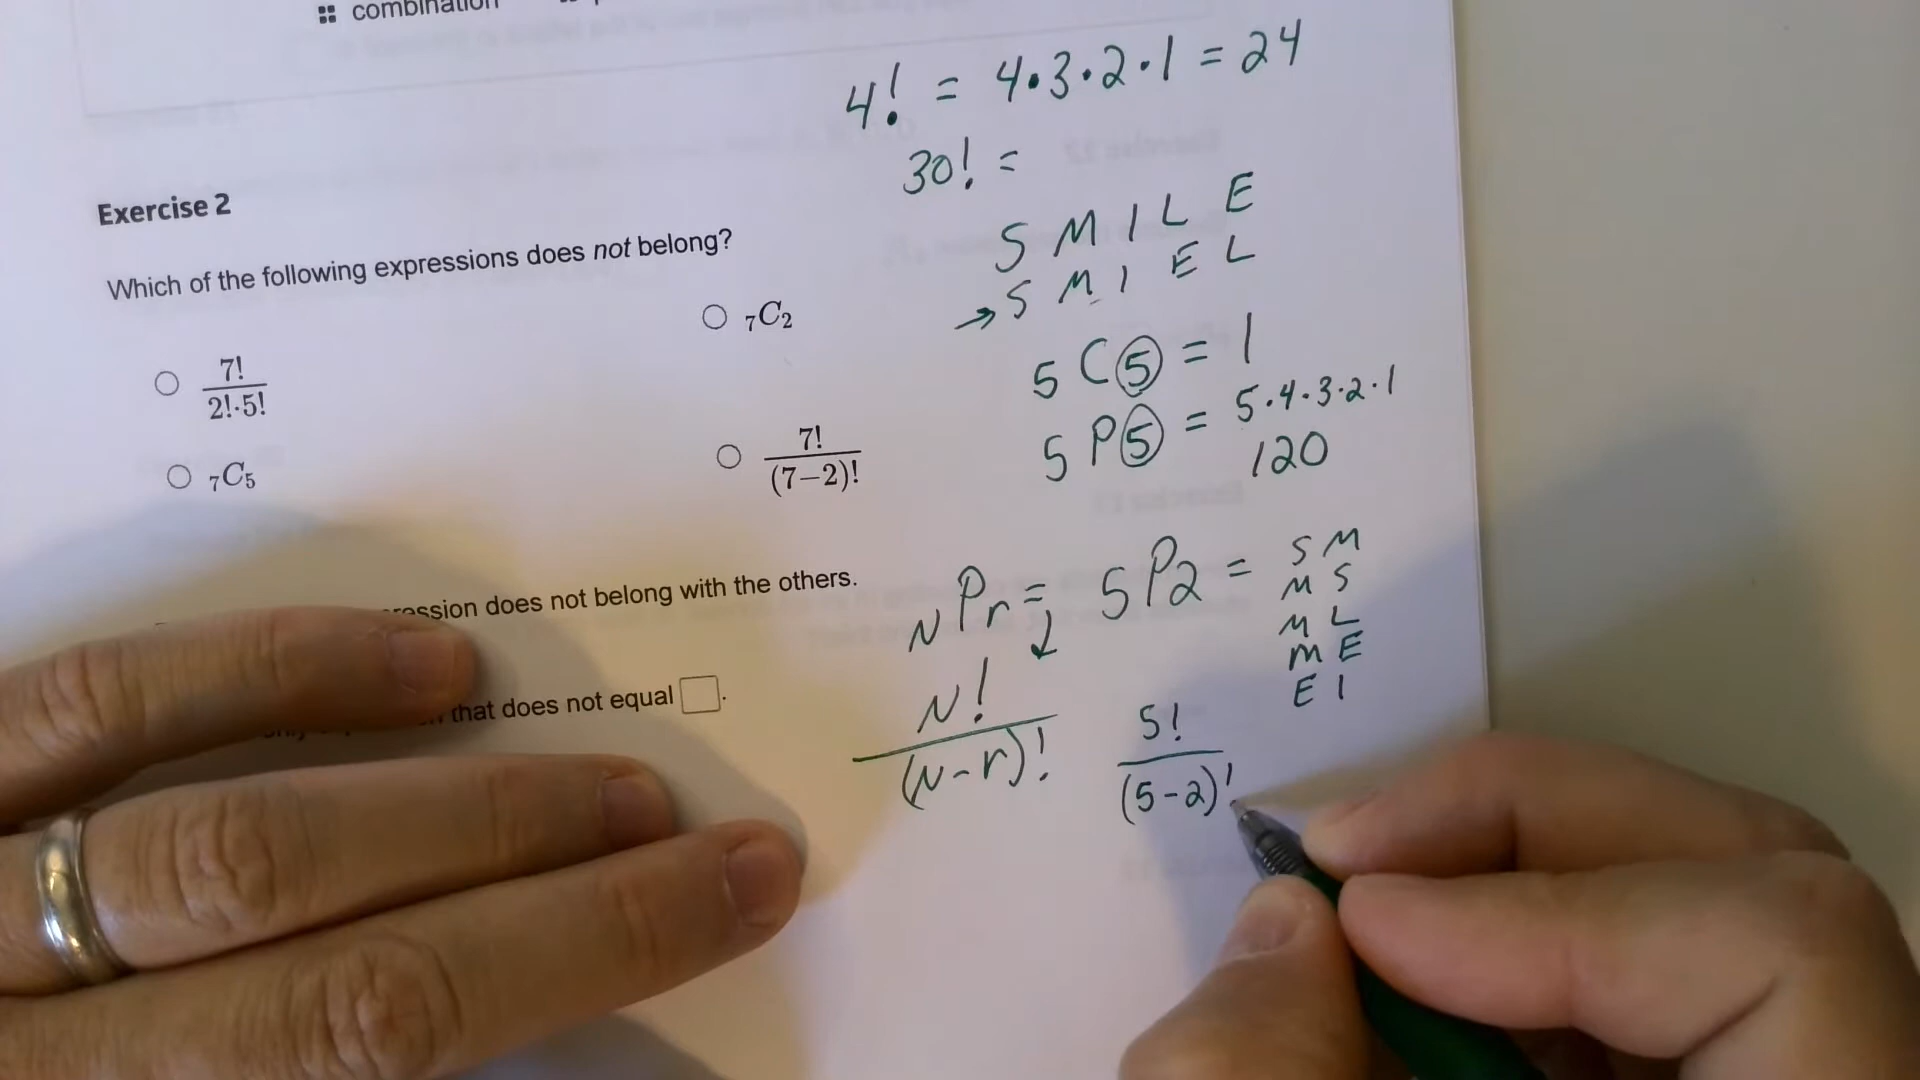 combination
Exercise 2
Which of the following expressions does not belong?
7!
2!·5!
₇C₂
₇C₅
7!
(7−2)!
ession does not belong with the others.
that does not equal
4! = 4·3·2·1 = 24
30! =
S M I L E
→ S M I E L
5 C 5 = 1
5 P 5 = 5·4·3·2·1
120
N P r = 5 P 2 = S M
M S
M L
M E
E I
N!
(N-r)!
5!
(5-2)!